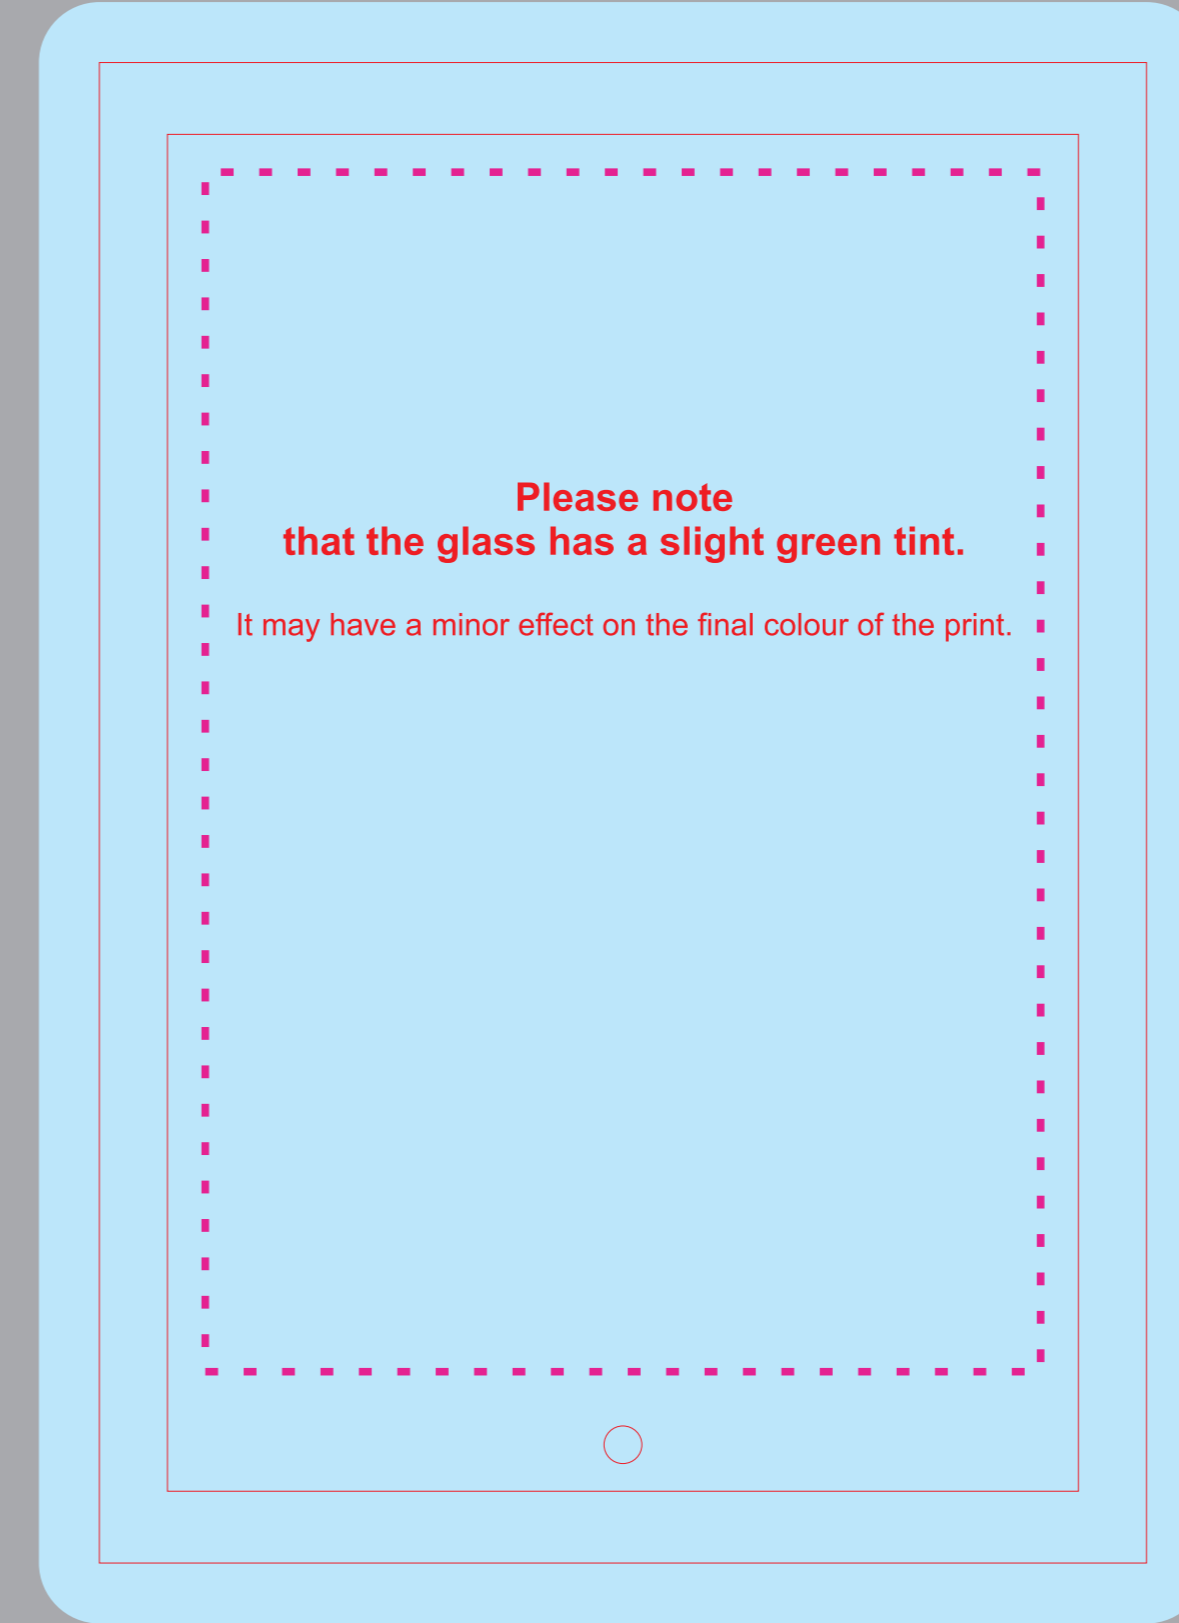 Please note
that the glass has a slight green tint.
It may have a minor effect on the final colour of the print.